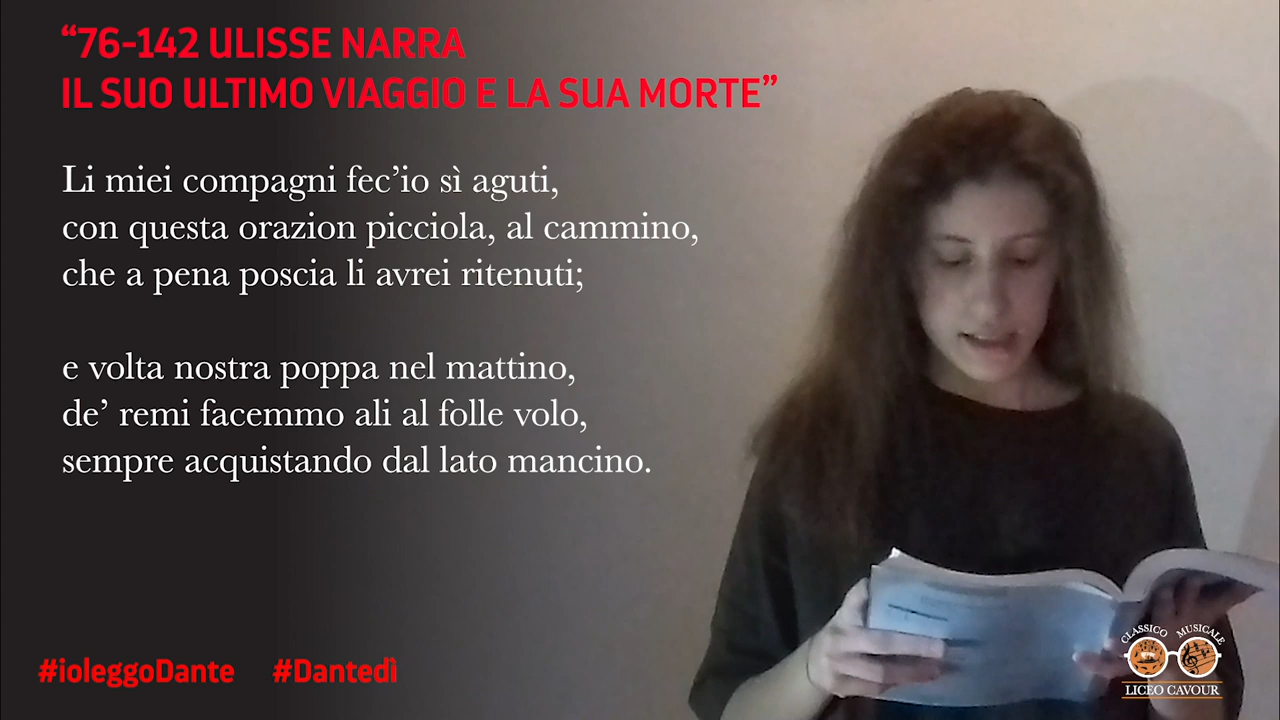 “76-142 ULISSE NARRA
IL SUO ULTIMO VIAGGIO E LA SUA MORTE”
Li miei compagni fec’io sì aguti,
con questa orazion picciola, al cammino,
che a pena poscia li avrei ritenuti;
e volta nostra poppa nel mattino,
de’ remi facemmo ali al folle volo,
sempre acquistando dal lato mancino.
#ioleggoDante #Dantedì
CLASSICO MUSICALE
LICEO CAVOUR